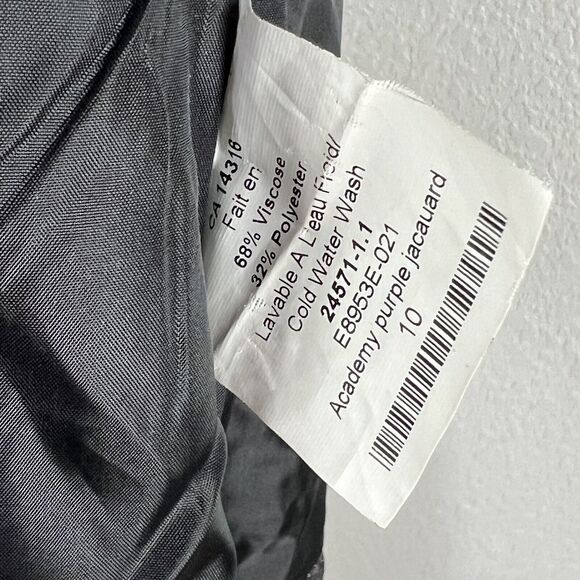 CA 14316
Fait en
68% Viscose
32% Polyester
Lavable A L'eau Froid/
Cold Water Wash
24571-1.1
E8953E-021
Academy purple jacauard
10